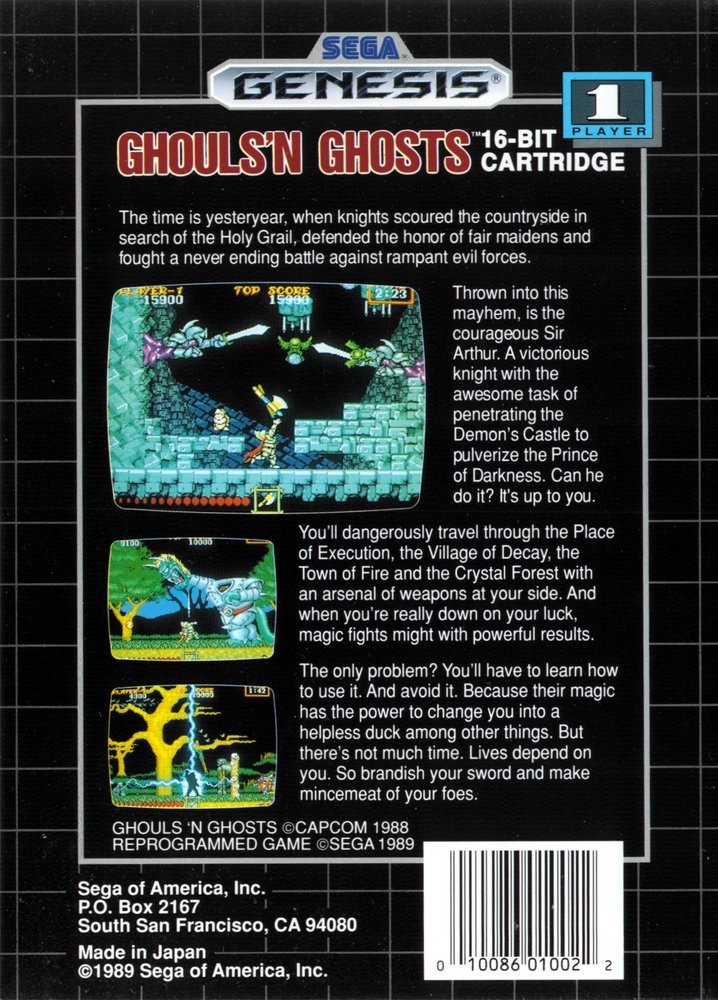 SEGA
GENESIS®
1
PLAYER
GHOULS'N GHOSTS™
16-BIT
CARTRIDGE
The time is yesteryear, when knights scoured the countryside in
search of the Holy Grail, defended the honor of fair maidens and
fought a never ending battle against rampant evil forces.
PLAYER-1 TOP SCORE
15900 15900 2:23
Thrown into this
mayhem, is the
courageous Sir
Arthur. A victorious
knight with the
awesome task of
penetrating the
Demon's Castle to
pulverize the Prince
of Darkness. Can he
do it? It's up to you.
9100 10000
You'll dangerously travel through the Place
of Execution, the Village of Decay, the
Town of Fire and the Crystal Forest with
an arsenal of weapons at your side. And
when you're really down on your luck,
magic fights might with powerful results.
1:42
4300 10000
The only problem? You'll have to learn how
to use it. And avoid it. Because their magic
has the power to change you into a
helpless duck among other things. But
there's not much time. Lives depend on
you. So brandish your sword and make
mincemeat of your foes.
GHOULS 'N GHOSTS ©CAPCOM 1988
REPROGRAMMED GAME ©SEGA 1989
Sega of America, Inc.
P.O. Box 2167
South San Francisco, CA 94080
Made in Japan
©1989 Sega of America, Inc.
0 10086 01002 2